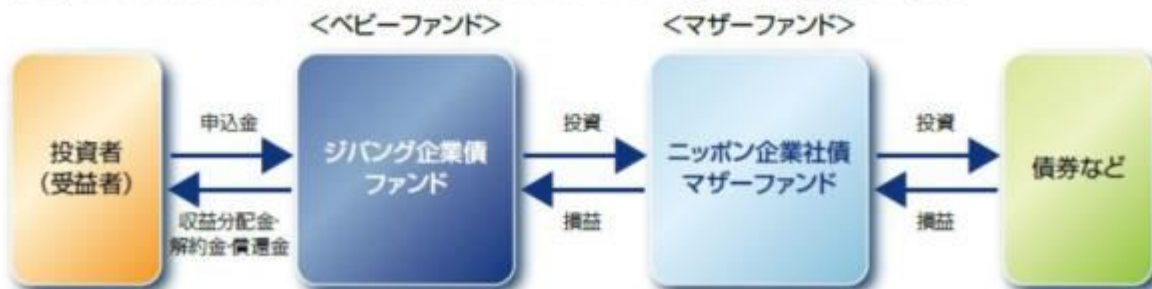 <ベビーファンド>
<マザーファンド>
投資者
(受益者)
申込金
収益分配金・
解約金・償還金
ジパング企業債
ファンド
投資
損益
ニッポン企業社債
マザーファンド
投資
損益
債券など